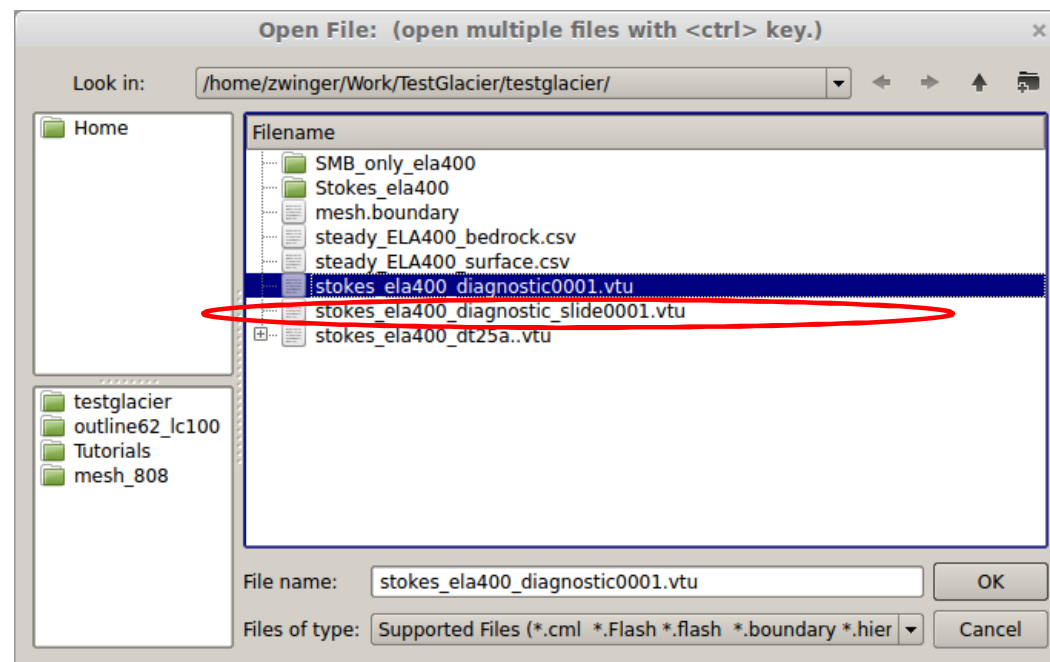 Open File: (open multiple files with <ctrl> key.)
Look in: /home/zwinger/Work/TestGlacier/testglacier/
Home
Filename
SMB_only_ela400
Stokes_ela400
mesh.boundary
steady_ELA400_bedrock.csv
steady_ELA400_surface.csv
stokes_ela400_diagnostic0001.vtu
stokes_ela400_diagnostic_slide0001.vtu
stokes_ela400_dt25a..vtu
testglacier
outline62_lc100
Tutorials
mesh_808
File name: stokes_ela400_diagnostic0001.vtu OK
Files of type: Supported Files (*.cml *.Flash *.flash *.boundary *.hier Cancel